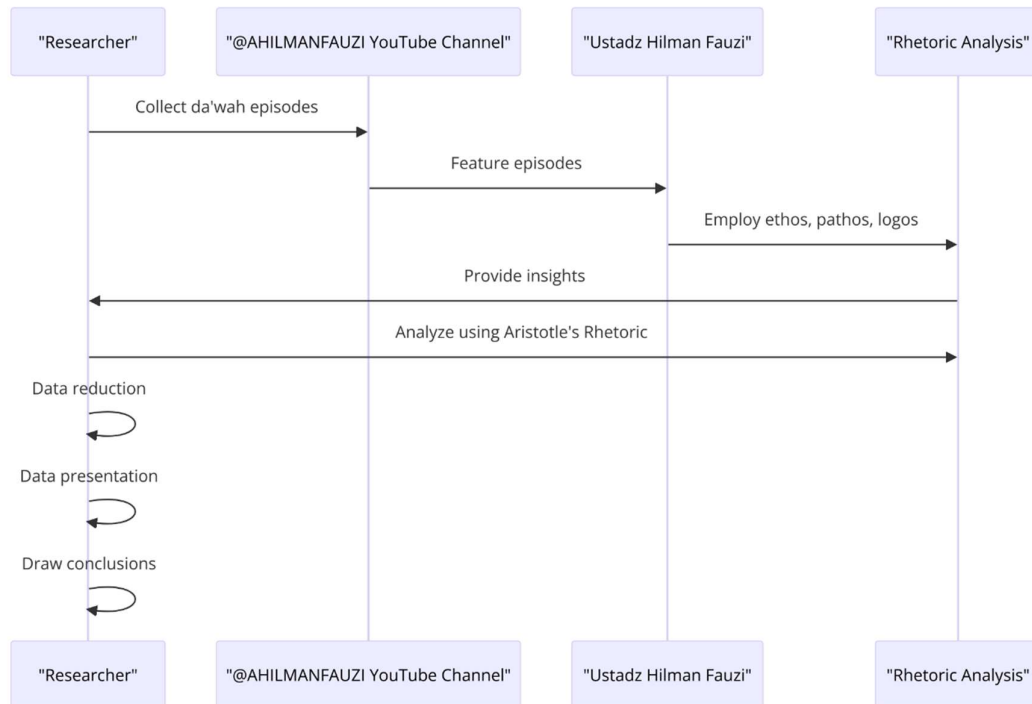 "Researcher"
"@AHILMANFAUZI YouTube Channel"
"Ustadz Hilman Fauzi"
"Rhetoric Analysis"
Collect da'wah episodes
Feature episodes
Employ ethos, pathos, logos
Provide insights
Analyze using Aristotle's Rhetoric
Data reduction
Data presentation
Draw conclusions
"Researcher"
"@AHILMANFAUZI YouTube Channel"
"Ustadz Hilman Fauzi"
"Rhetoric Analysis"